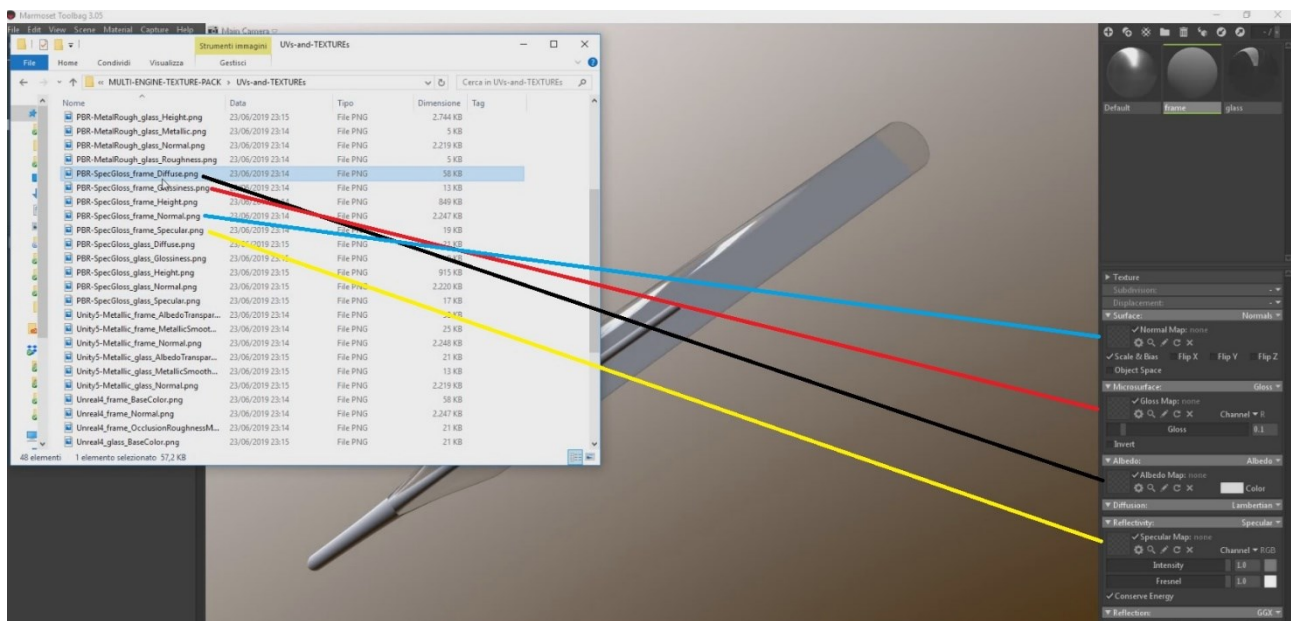 Marmoset Toolbag 3.05
File Edit View Scene Material Capture Help Main Camera
Strumenti immagini UVs-and-TEXTUREs
File Home Condividi Visualizza Gestisci
« MULTI-ENGINE-TEXTURE-PACK > UVs-and-TEXTUREs Cerca in UVs-and-TEXTUREs
Nome Data Tipo Dimensione Tag
PBR-MetalRough_glass_Height.png 23/06/2019 23:15 File PNG 2.744 KB
PBR-MetalRough_glass_Metallic.png 23/06/2019 23:14 File PNG 5 KB
PBR-MetalRough_glass_Normal.png 23/06/2019 23:14 File PNG 2.219 KB
PBR-MetalRough_glass_Roughness.png 23/06/2019 23:14 File PNG 5 KB
PBR-SpecGloss_frame_Diffuse.png 23/06/2019 23:14 File PNG 58 KB
PBR-SpecGloss_frame_Glossiness.png 23:14 File PNG 13 KB
PBR-SpecGloss_frame_Height.png File PNG 849 KB
PBR-SpecGloss_frame_Normal.png 23/06/2019 23:14 File PNG 2.247 KB
PBR-SpecGloss_frame_Specular.png 23/06/2019 23:14 File PNG 19 KB
PBR-SpecGloss_glass_Diffuse.png 23:15 File PNG 21 KB
PBR-SpecGloss_glass_Glossiness.png 23/06/2019 File PNG KB
PBR-SpecGloss_glass_Height.png 23/06/2019 23:15 File PNG 915 KB
PBR-SpecGloss_glass_Normal.png 23/06/2019 23:15 File PNG 2.220 KB
PBR-SpecGloss_glass_Specular.png 23/06/2019 23:15 File PNG 17 KB
Unity5-Metallic_frame_AlbedoTranspar... 23/06/2019 23:14 File PNG KB
Unity5-Metallic_frame_MetallicSmoot... 23/06/2019 23:14 File PNG 25 KB
Unity5-Metallic_frame_Normal.png 23/06/2019 23:14 File PNG 2.248 KB
Unity5-Metallic_glass_AlbedoTranspar... 23/06/2019 23:15 File PNG 21 KB
Unity5-Metallic_glass_MetallicSmooth... 23/06/2019 23:15 File PNG 13 KB
Unity5-Metallic_glass_Normal.png 23/06/2019 23:15 File PNG 2.219 KB
Unreal4_frame_BaseColor.png 23/06/2019 23:14 File PNG 58 KB
Unreal4_frame_Normal.png 23/06/2019 23:14 File PNG 2.247 KB
Unreal4_frame_OcclusionRoughnessM... 23/06/2019 23:14 File PNG 21 KB
Unreal4_glass_BaseColor.png 23/06/2019 23:15 File PNG 21 KB
48 elementi 1 elemento selezionato 57,2 KB
Default frame glass
Texture
Subdivision:
Displacement:
Surface: Normals
Normal Map: none
Scale & Bias Flip X Flip Y Flip Z
Object Space
Microsurface: Gloss
Gloss Map: none
Channel R
Gloss 0.1
Invert
Albedo: Albedo
Albedo Map: none
Color
Diffusion: Lambertian
Reflectivity: Specular
Specular Map: none
Channel RGB
Intensity 1.0
Fresnel 1.0
Conserve Energy
Reflection: GGX